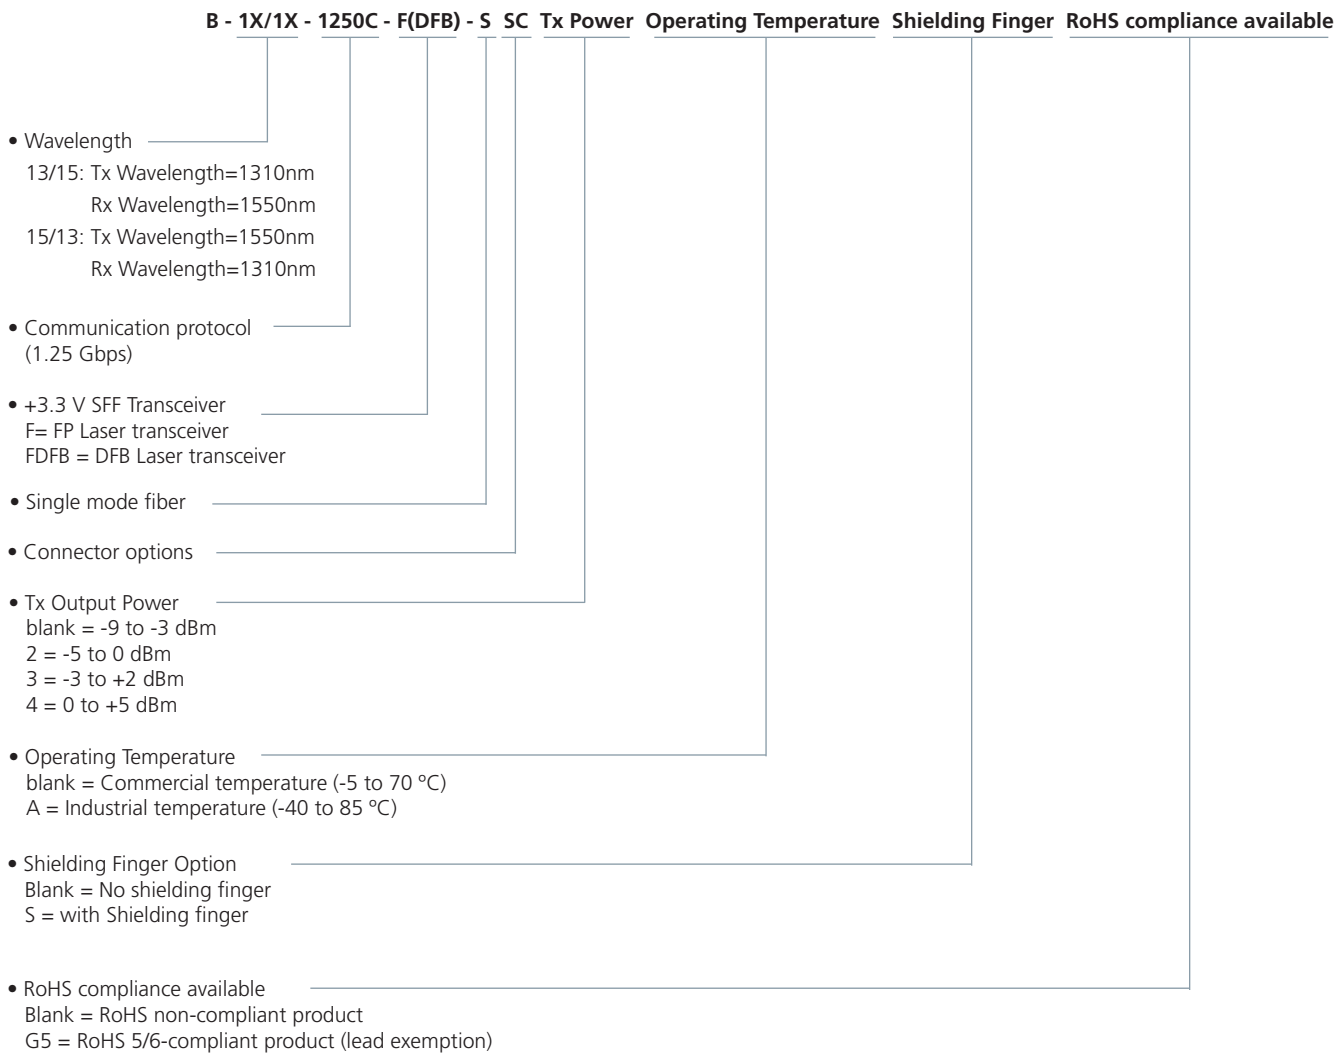 B - 1X/1X - 1250C - F(DFB) - S SC Tx Power Operating Temperature Shielding Finger RoHS compliance available
• Wavelength
13/15: Tx Wavelength=1310nm
Rx Wavelength=1550nm
15/13: Tx Wavelength=1550nm
Rx Wavelength=1310nm
• Communication protocol
(1.25 Gbps)
• +3.3 V SFF Transceiver
F= FP Laser transceiver
FDFB = DFB Laser transceiver
• Single mode fiber
• Connector options
• Tx Output Power
blank = -9 to -3 dBm
2 = -5 to 0 dBm
3 = -3 to +2 dBm
4 = 0 to +5 dBm
• Operating Temperature
blank = Commercial temperature (-5 to 70 ºC)
A = Industrial temperature (-40 to 85 ºC)
• Shielding Finger Option
Blank = No shielding finger
S = with Shielding finger
• RoHS compliance available
Blank = RoHS non-compliant product
G5 = RoHS 5/6-compliant product (lead exemption)